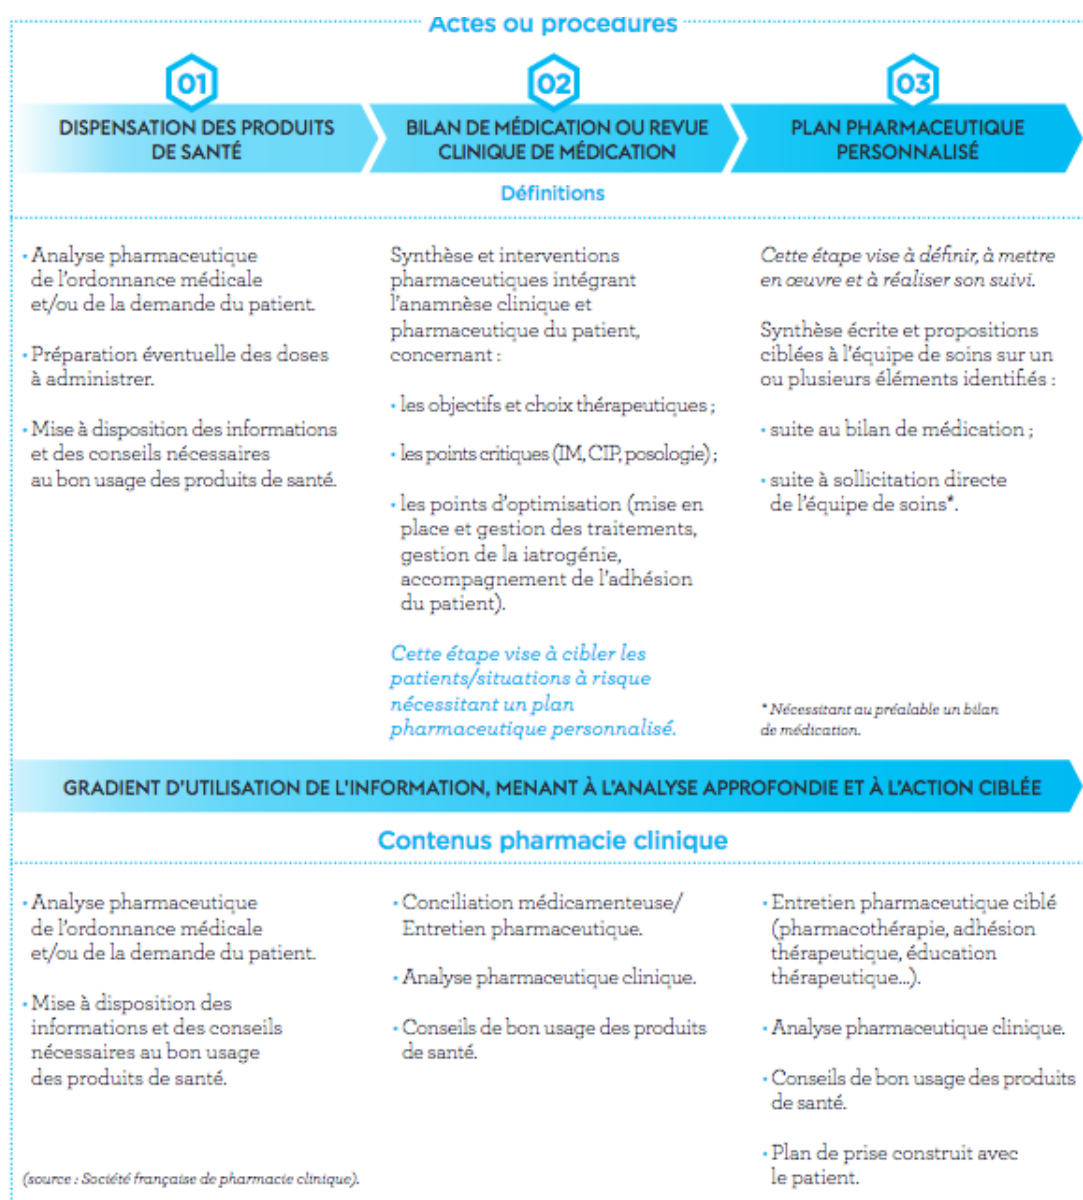 Actes ou procédures
01
DISPENSATION DES PRODUITS
DE SANTÉ
02
BILAN DE MÉDICATION OU REVUE
CLINIQUE DE MÉDICATION
03
PLAN PHARMACEUTIQUE
PERSONNALISÉ
Définitions
• Analyse pharmaceutique
de l'ordonnance médicale
et/ou de la demande du patient.
• Préparation éventuelle des doses
à administrer.
• Mise à disposition des informations
et des conseils nécessaires
au bon usage des produits de santé.
Synthèse et interventions
pharmaceutiques intégrant
l'anamnèse clinique et
pharmaceutique du patient,
concernant :
• les objectifs et choix thérapeutiques ;
• les points critiques (IM, CIP, posologie) ;
• les points d'optimisation (mise en
place et gestion des traitements,
gestion de la iatrogénie,
accompagnement de l'adhésion
du patient).
Cette étape vise à cibler les
patients/situations à risque
nécessitant un plan
pharmaceutique personnalisé.
Cette étape vise à définir, à mettre
en œuvre et à réaliser son suivi.
Synthèse écrite et propositions
ciblées à l'équipe de soins sur un
ou plusieurs éléments identifiés :
• suite au bilan de médication ;
• suite à sollicitation directe
de l'équipe de soins*.
* Nécessitant au préalable un bilan
de médication.
GRADIENT D'UTILISATION DE L'INFORMATION, MENANT À L'ANALYSE APPROFONDIE ET À L'ACTION CIBLÉE
Contenus pharmacie clinique
• Analyse pharmaceutique
de l'ordonnance médicale
et/ou de la demande du patient.
• Mise à disposition des
informations et des conseils
nécessaires au bon usage
des produits de santé.
(source : Société française de pharmacie clinique).
• Conciliation médicamenteuse/
Entretien pharmaceutique.
• Analyse pharmaceutique clinique.
• Conseils de bon usage des produits
de santé.
• Entretien pharmaceutique ciblé
(pharmacothérapie, adhésion
thérapeutique, éducation
thérapeutique...).
• Analyse pharmaceutique clinique.
• Conseils de bon usage des produits
de santé.
• Plan de prise construit avec
le patient.